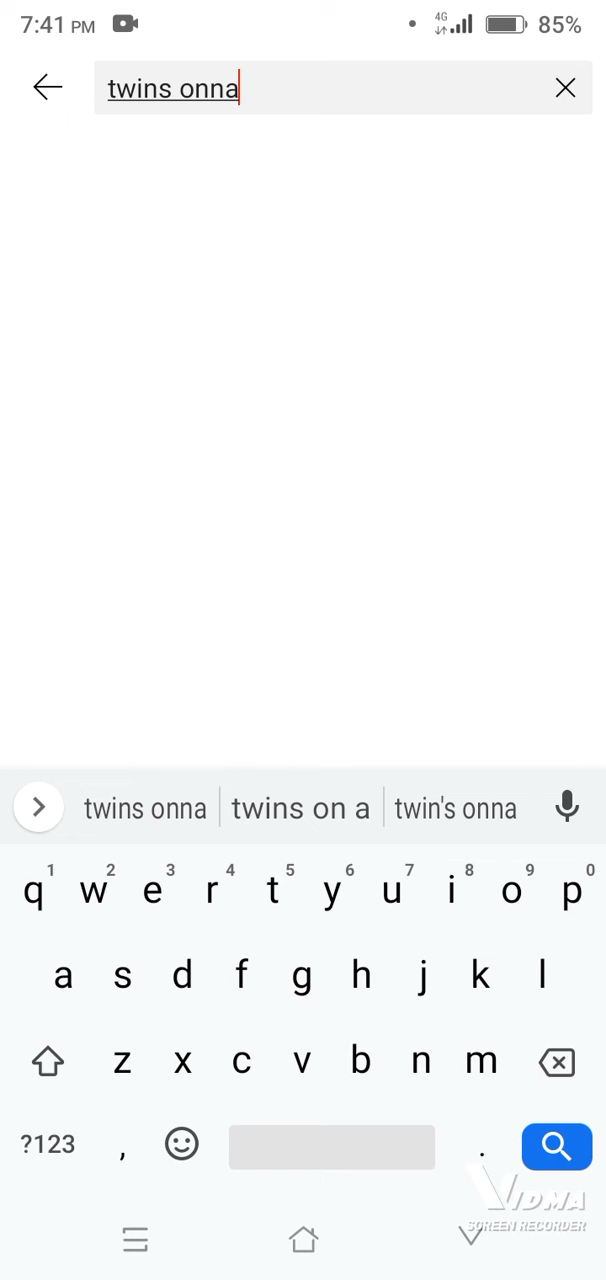 7:41 PM 4G 85%
twins onna
twins onna twins on a twin's onna
1 2 3 4 5 6 7 8 9 0
q w e r t y u i o p
a s d f g h j k l
z x c v b n m
?123 , .
VIDMA
SCREEN RECORDER